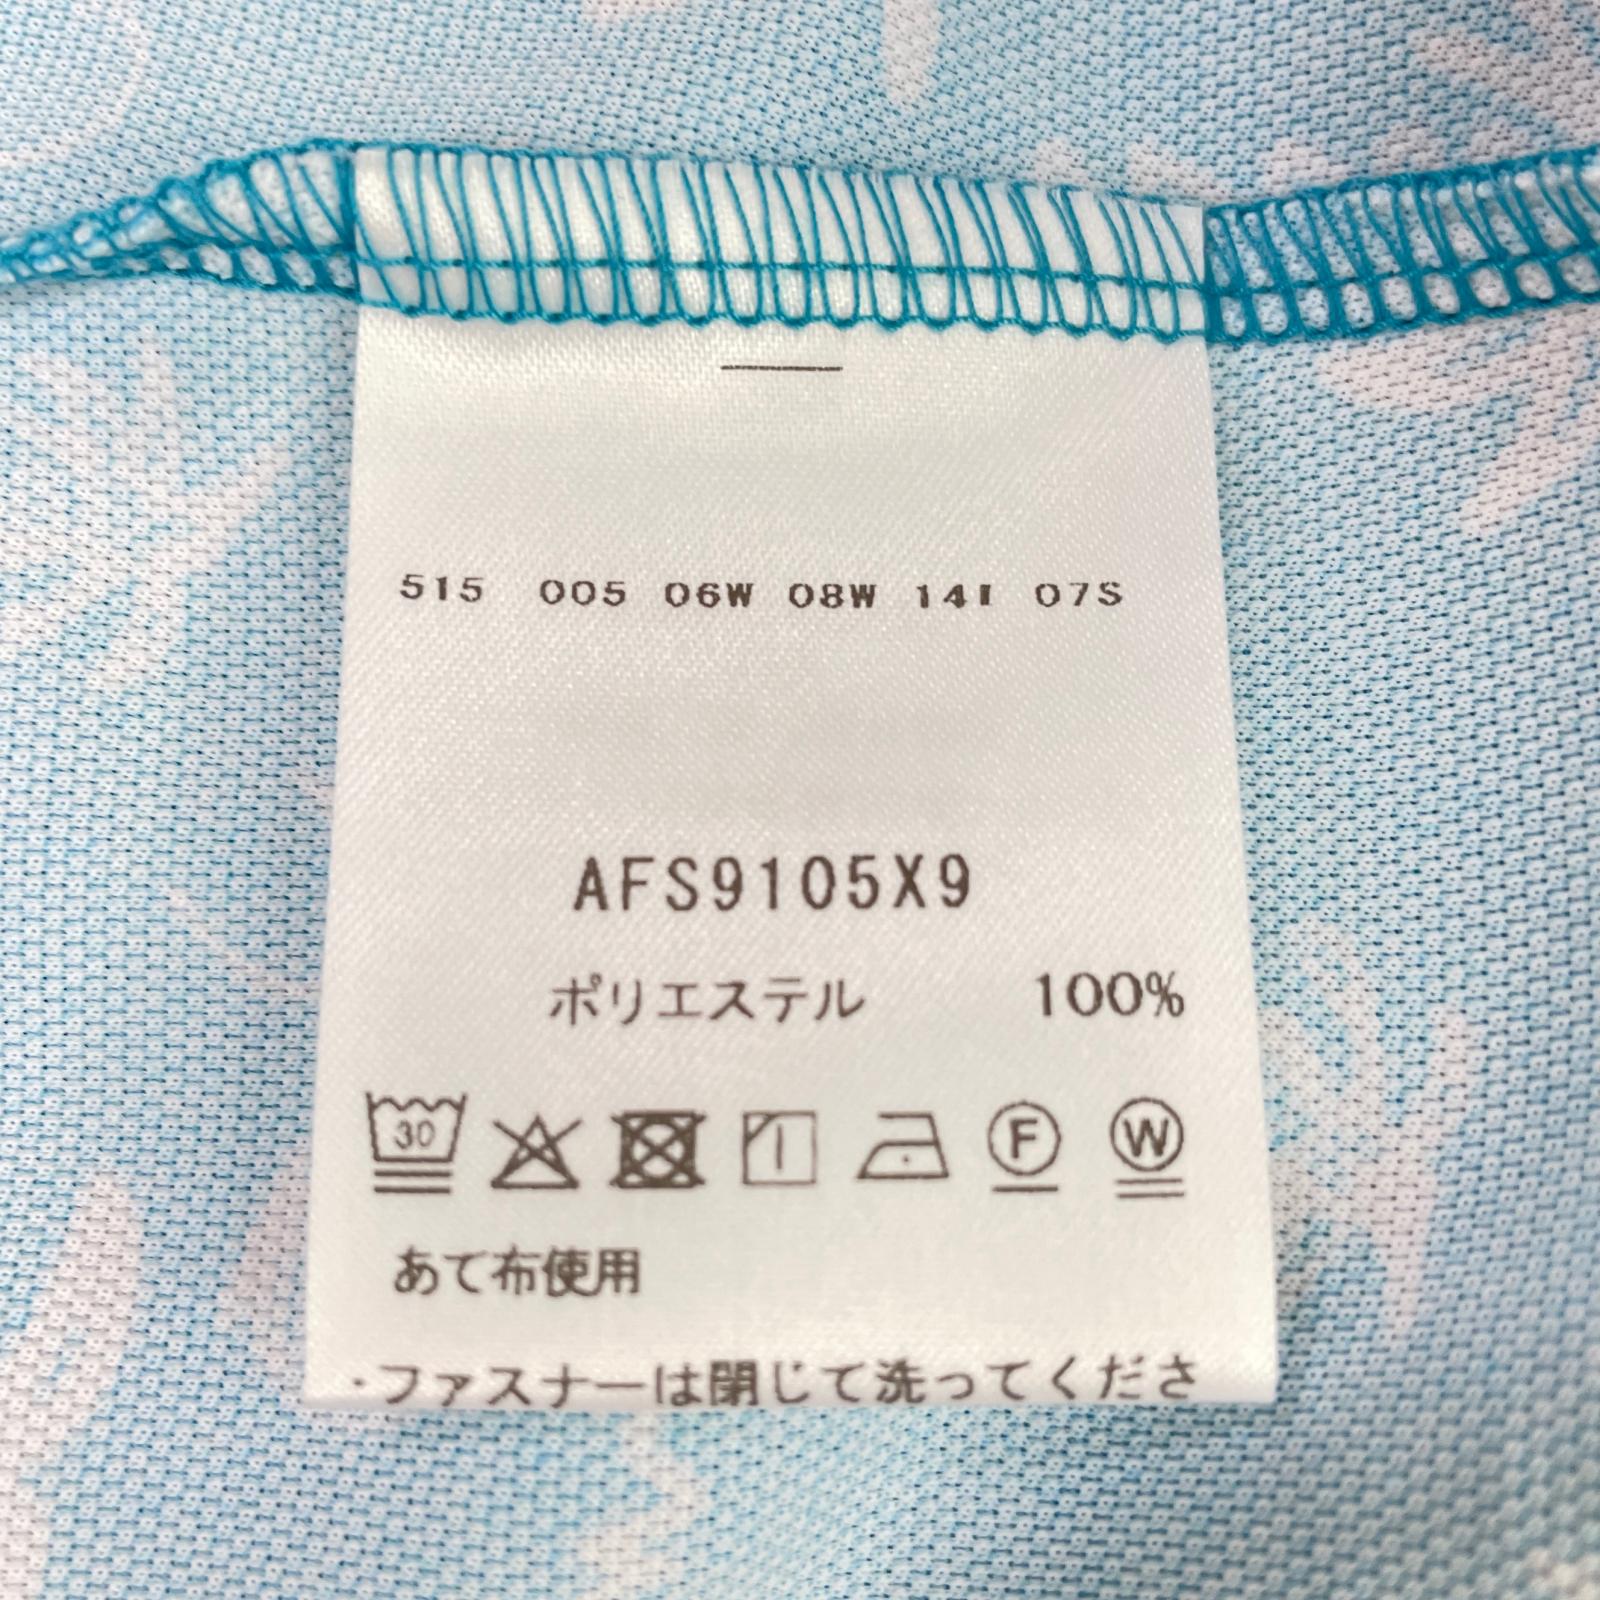 515 005 06W 08W 14I 07S
AFS9105X9
ポリエステル 100%
30 F W
あて布使用
・ファスナーは閉じて洗ってくださ